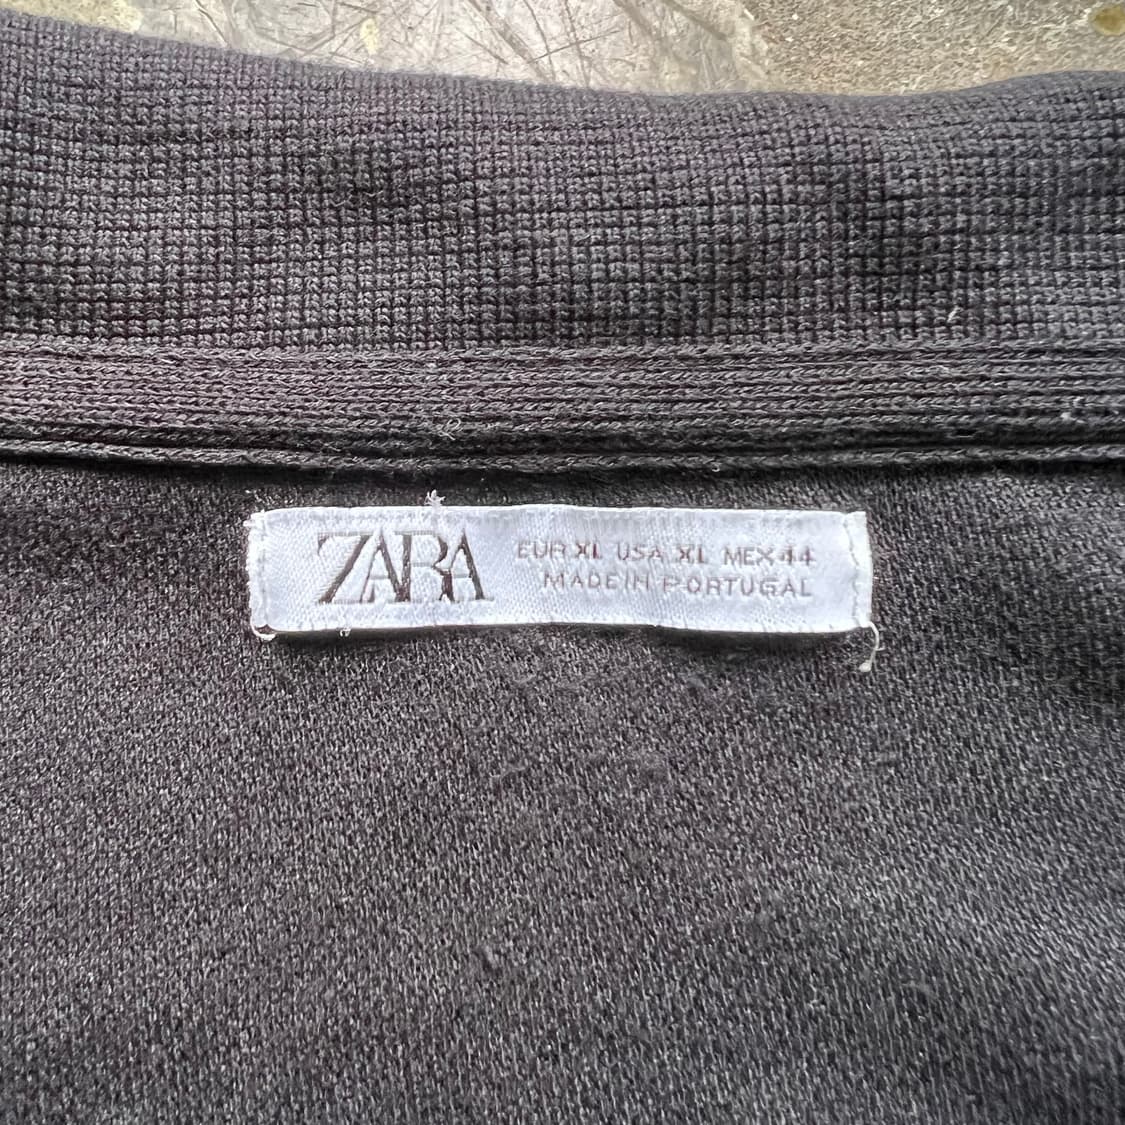 ZARA
EUR XL USA XL MEX 44
MADE IN PORTUGAL